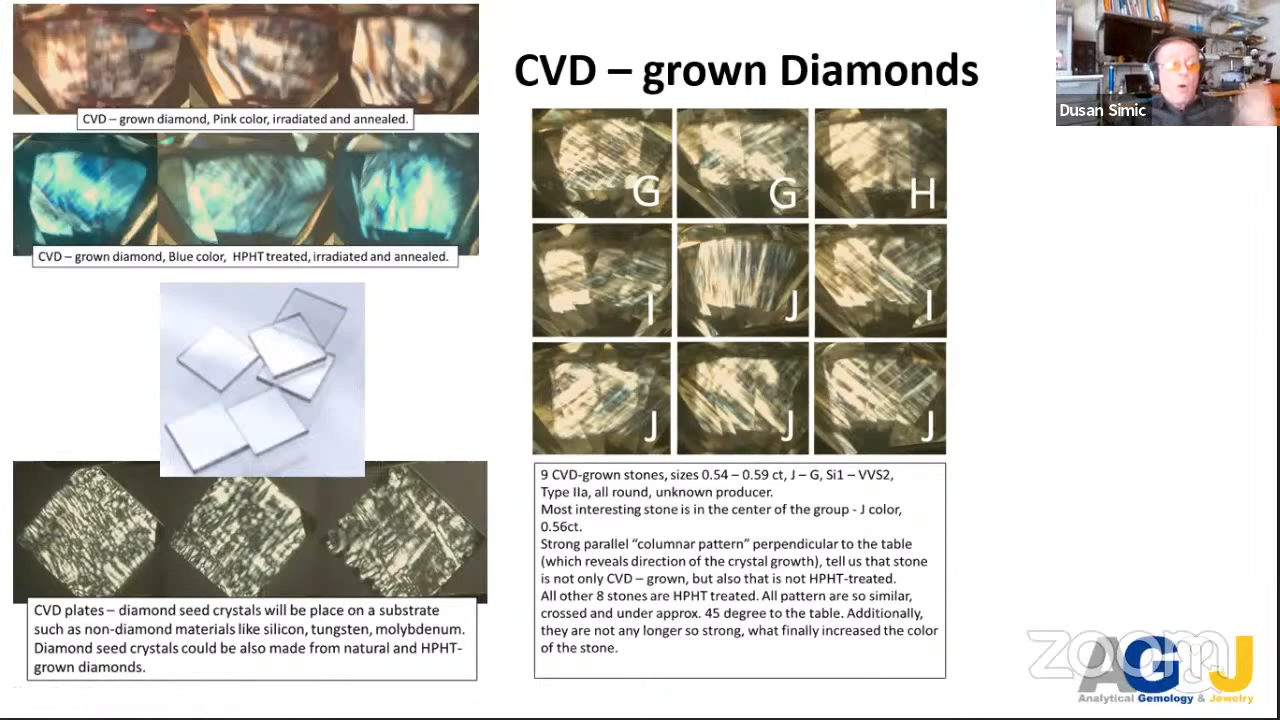 CVD – grown Diamonds
Dusan Simic
CVD – grown diamond, Pink color, irradiated and annealed.
CVD – grown diamond, Blue color,  HPHT treated, irradiated and annealed.
G
G
H
I
J
I
J
J
J
CVD plates – diamond seed crystals will be place on a substrate
such as non-diamond materials like silicon, tungsten, molybdenum.
Diamond seed crystals could be also made from natural and HPHT-
grown diamonds.
9 CVD-grown stones, sizes 0.54 – 0.59 ct, J – G, Si1 – VVS2,
Type IIa, all round, unknown producer.
Most interesting stone is in the center of the group - J color,
0.56ct.
Strong parallel “columnar pattern” perpendicular to the table
(which reveals direction of the crystal growth), tell us that stone
is not only CVD – grown, but also that is not HPHT-treated.
All other 8 stones are HPHT treated. All pattern are so similar,
crossed and under approx. 45 degree to the table. Additionally,
they are not any longer so strong, what finally increased the color
of the stone.
zoom
AGJ
Analytical Gemology & Jewelry